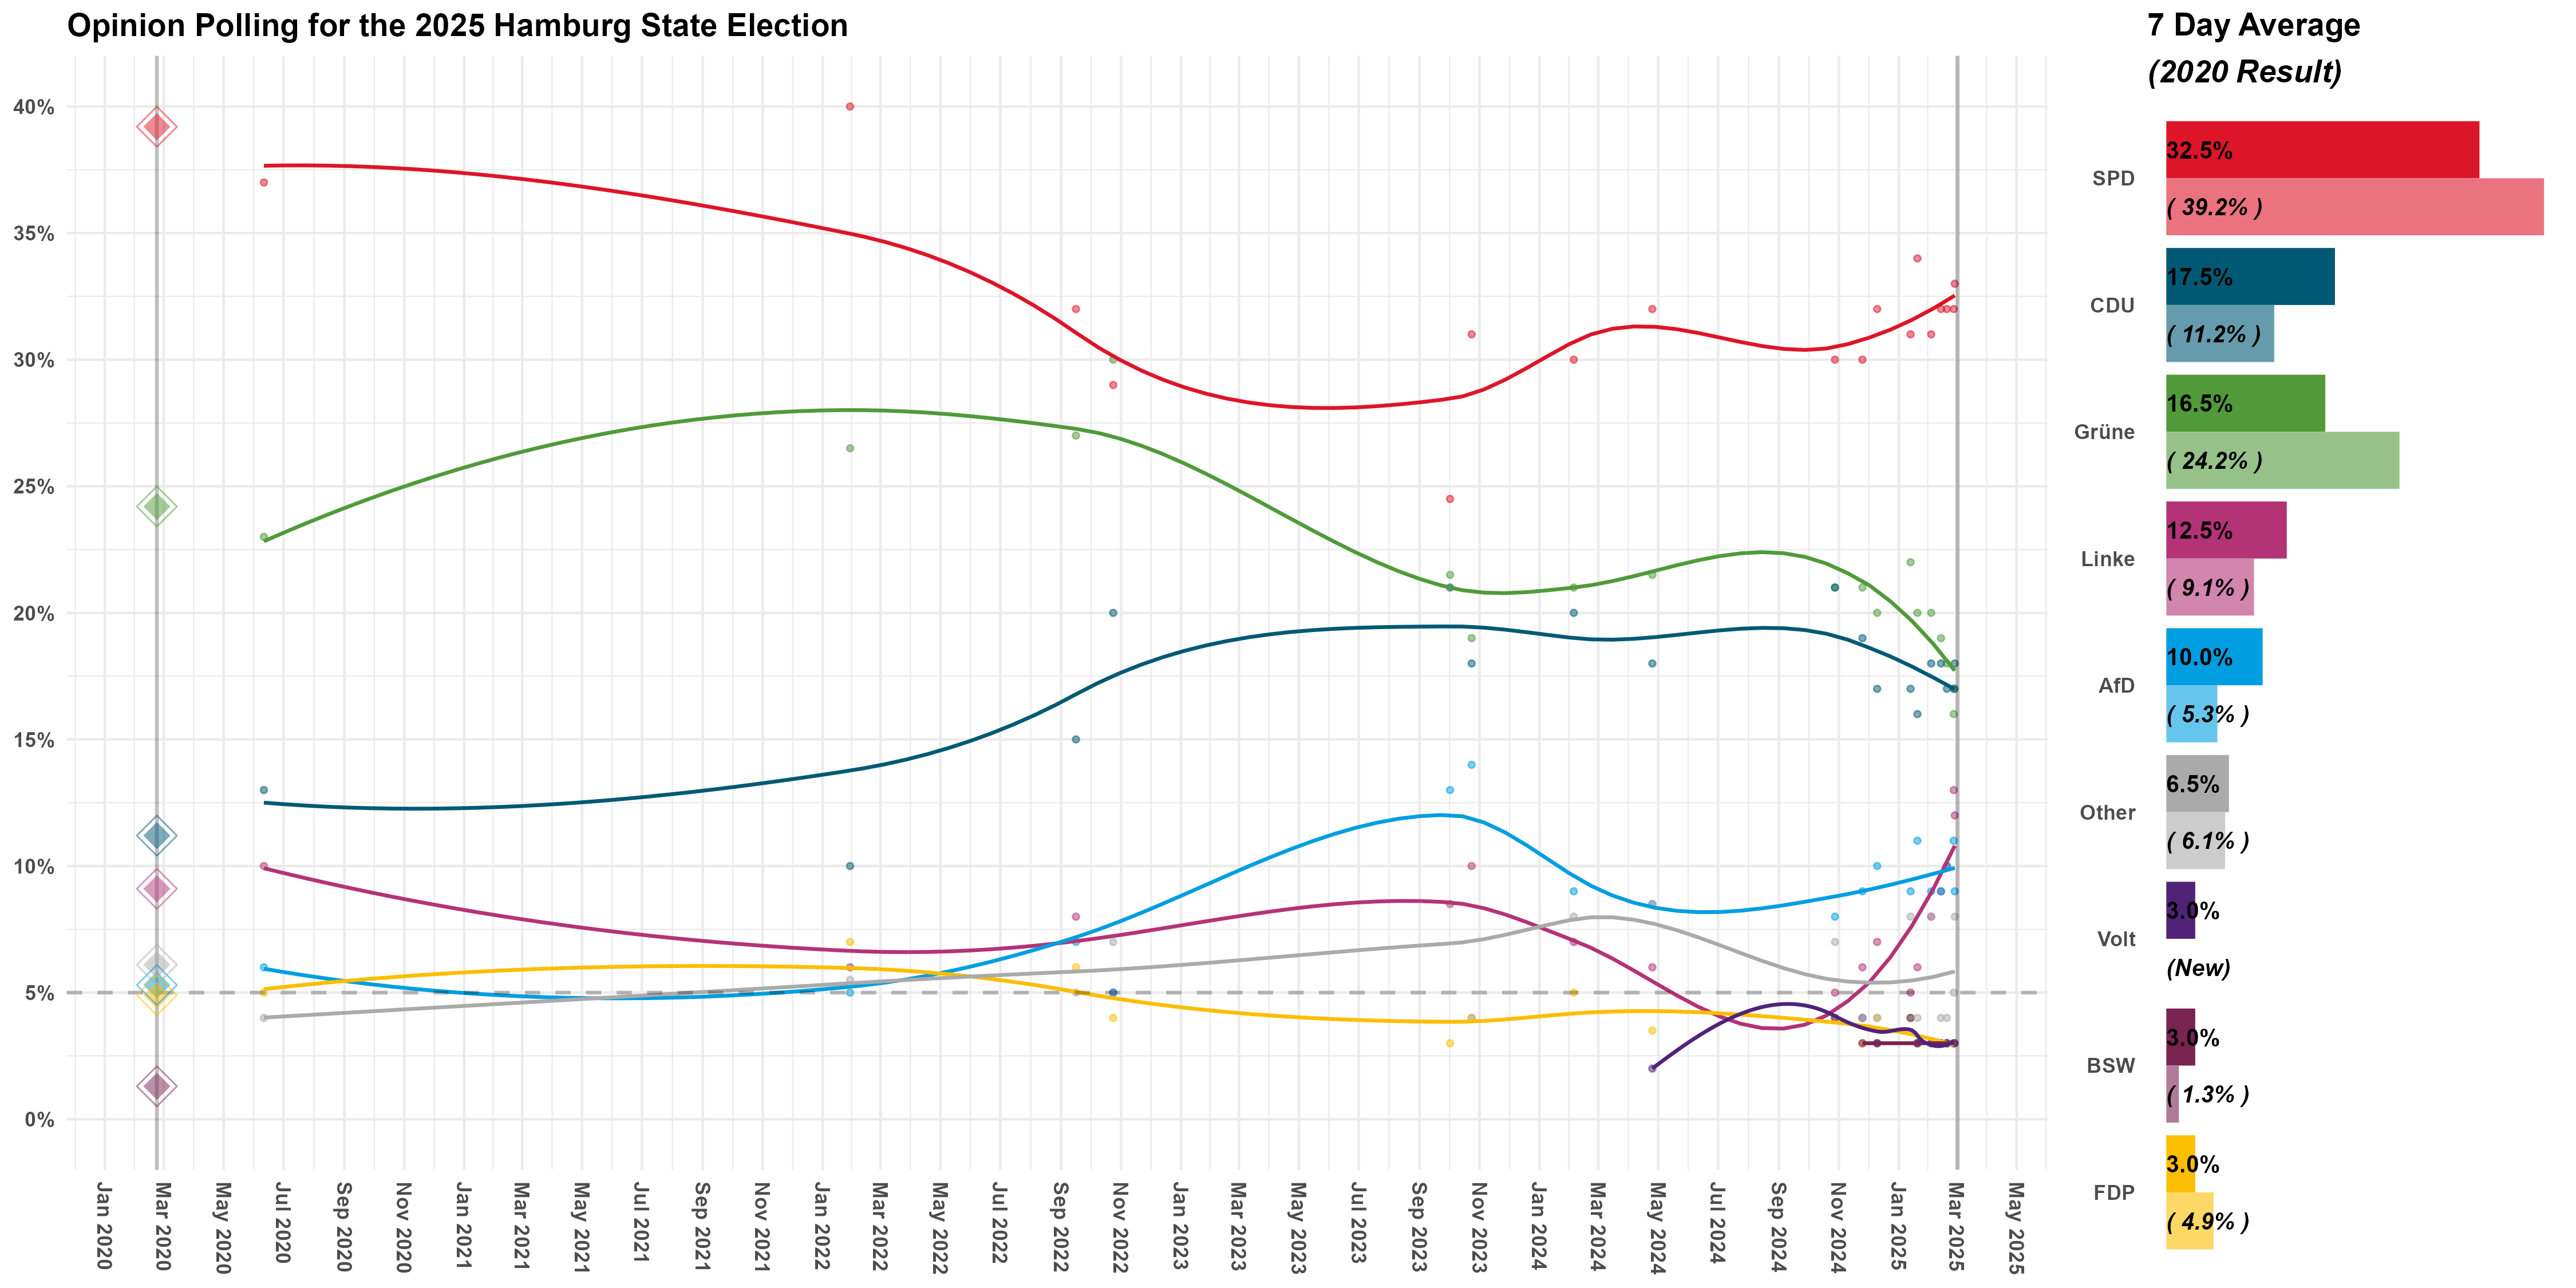 Opinion Polling for the 2025 Hamburg State Election
40%
35%
30%
25%
20%
15%
10%
5%
0%
Jan 2020
Mar 2020
May 2020
Jul 2020
Sep 2020
Nov 2020
Jan 2021
Mar 2021
May 2021
Jul 2021
Sep 2021
Nov 2021
Jan 2022
Mar 2022
May 2022
Jul 2022
Sep 2022
Nov 2022
Jan 2023
Mar 2023
May 2023
Jul 2023
Sep 2023
Nov 2023
Jan 2024
Mar 2024
May 2024
Jul 2024
Sep 2024
Nov 2024
Jan 2025
Mar 2025
May 2025
7 Day Average
(2020 Result)
SPD
32.5%
( 39.2% )
CDU
17.5%
( 11.2% )
Grüne
16.5%
( 24.2% )
Linke
12.5%
( 9.1% )
AfD
10.0%
( 5.3% )
Other
6.5%
( 6.1% )
Volt
3.0%
(New)
BSW
3.0%
( 1.3% )
FDP
3.0%
( 4.9% )